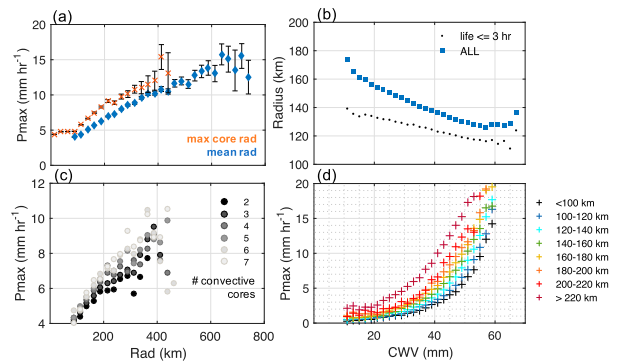 (a)
20
15
10
5
0
Pmax (mm hr⁻¹)
max core rad
mean rad
(b)
200
180
160
140
120
100
Radius (km)
life <= 3 hr
ALL
(c)
12
10
8
6
4
Pmax (mm hr⁻¹)
0 200 400 600 800
Rad (km)
2
3
4
5
6
7
# convective
cores
(d)
20
15
10
5
0
Pmax (mm hr⁻¹)
0 20 40 60
CWV (mm)
<100 km
100-120 km
120-140 km
140-160 km
160-180 km
180-200 km
200-220 km
> 220 km